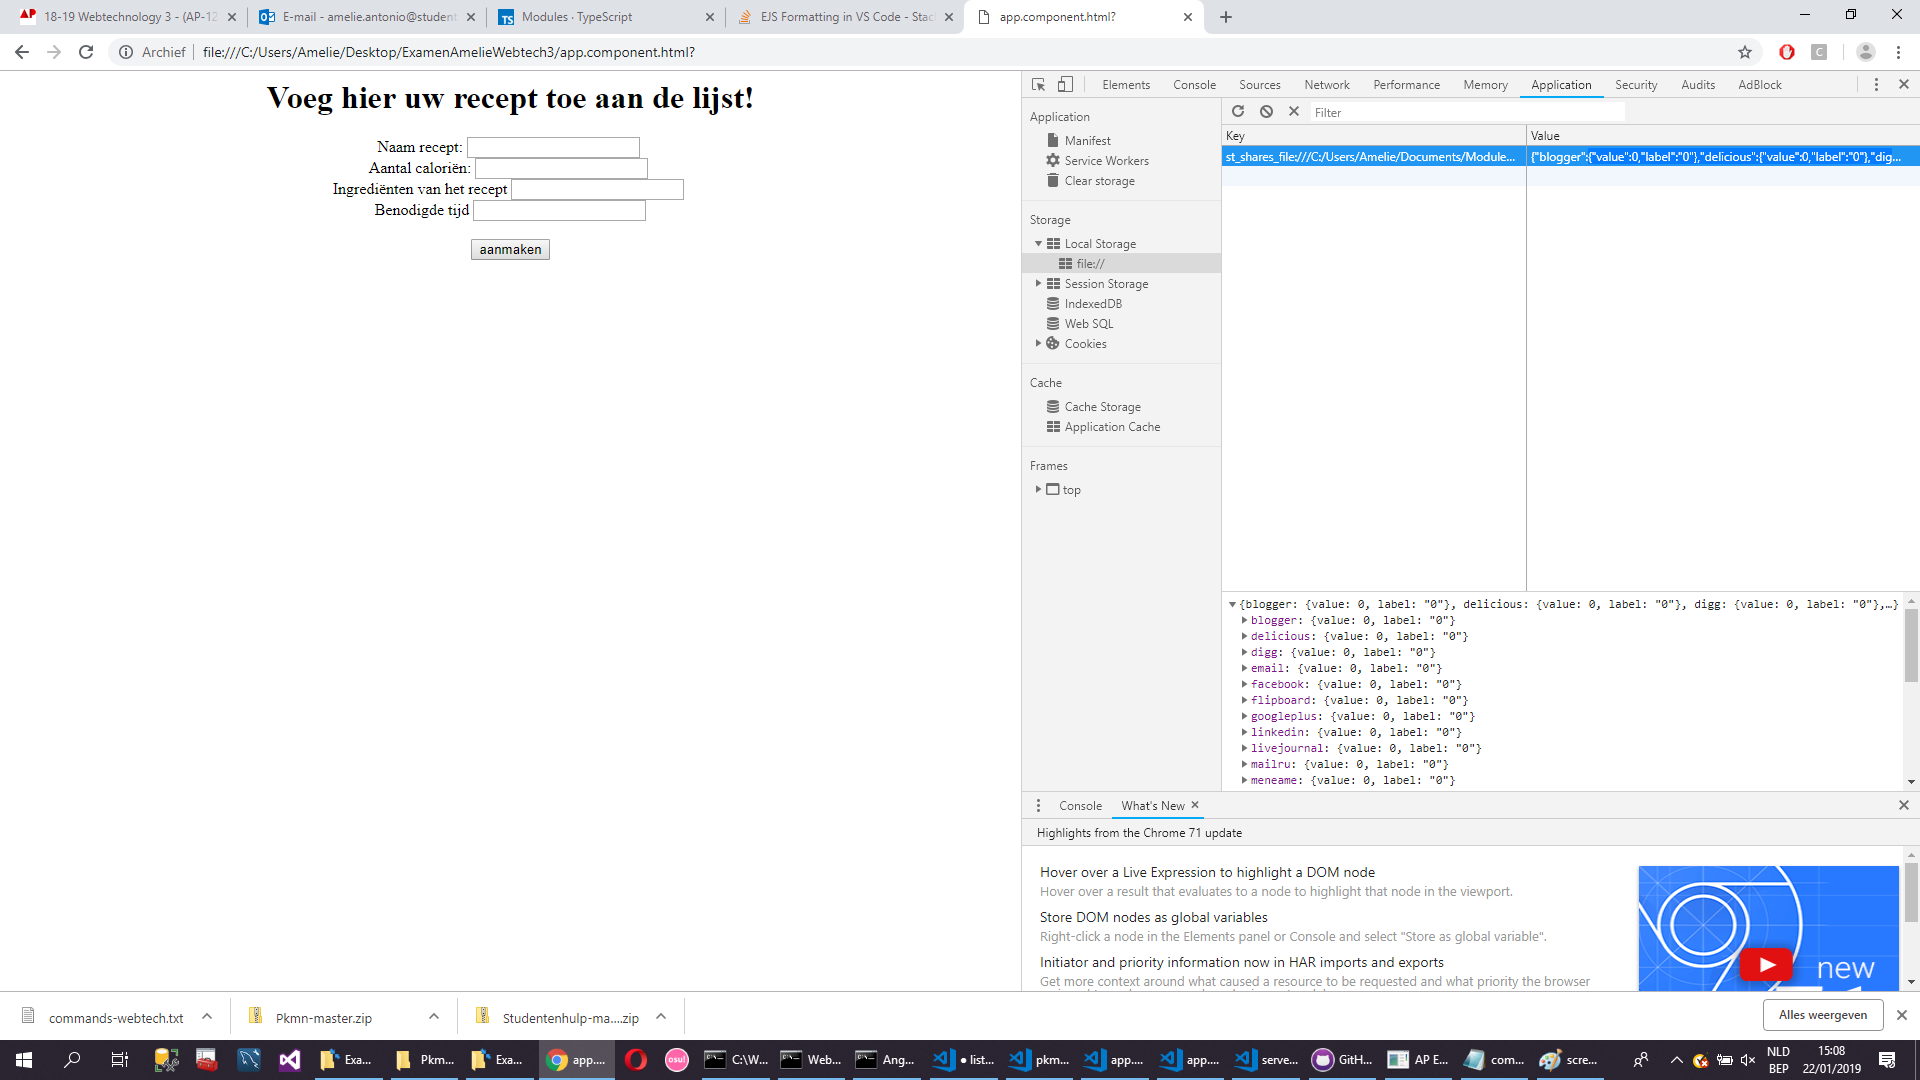 18-19 Webtechnology 3 - (AP-12
E-mail - amelie.antonio@student
Modules · TypeScript
EJS Formatting in VS Code - Stac
app.component.html?
Archief
file:///C:/Users/Amelie/Desktop/ExamenAmelieWebtech3/app.component.html?
Voeg hier uw recept toe aan de lijst!
Naam recept:
Aantal caloriën:
Ingrediënten van het recept
Benodigde tijd
aanmaken
Elements Console Sources Network Performance Memory Application Security Audits AdBlock
Application
Manifest
Service Workers
Clear storage
Storage
Local Storage
file://
Session Storage
IndexedDB
Web SQL
Cookies
Cache
Cache Storage
Application Cache
Frames
top
Filter
Key Value
st_shares_file:///C:/Users/Amelie/Documents/Module... {"blogger":{"value":0,"label":"0"},"delicious":{"value":0,"label":"0"},"dig...
{blogger: {value: 0, label: "0"}, delicious: {value: 0, label: "0"}, digg: {value: 0, label: "0"},…}
blogger: {value: 0, label: "0"}
delicious: {value: 0, label: "0"}
digg: {value: 0, label: "0"}
email: {value: 0, label: "0"}
facebook: {value: 0, label: "0"}
flipboard: {value: 0, label: "0"}
googleplus: {value: 0, label: "0"}
linkedin: {value: 0, label: "0"}
livejournal: {value: 0, label: "0"}
mailru: {value: 0, label: "0"}
meneame: {value: 0, label: "0"}
Console What's New
Highlights from the Chrome 71 update
Hover over a Live Expression to highlight a DOM node
Hover over a result that evaluates to a node to highlight that node in the viewport.
Store DOM nodes as global variables
Right-click a node in the Elements panel or Console and select "Store as global variable".
Initiator and priority information now in HAR imports and exports
Get more context around what caused a resource to be requested and what priority the browser
new
commands-webtech.txt
Pkmn-master.zip
Studentenhulp-ma....zip
Alles weergeven
Exa...
Pkm...
Exa...
app....
osu!
C:\W...
Web...
Ang...
● list...
pkm...
app....
app....
serve...
GitH...
AP E...
com...
scre...
NLD
BEP
15:08
22/01/2019